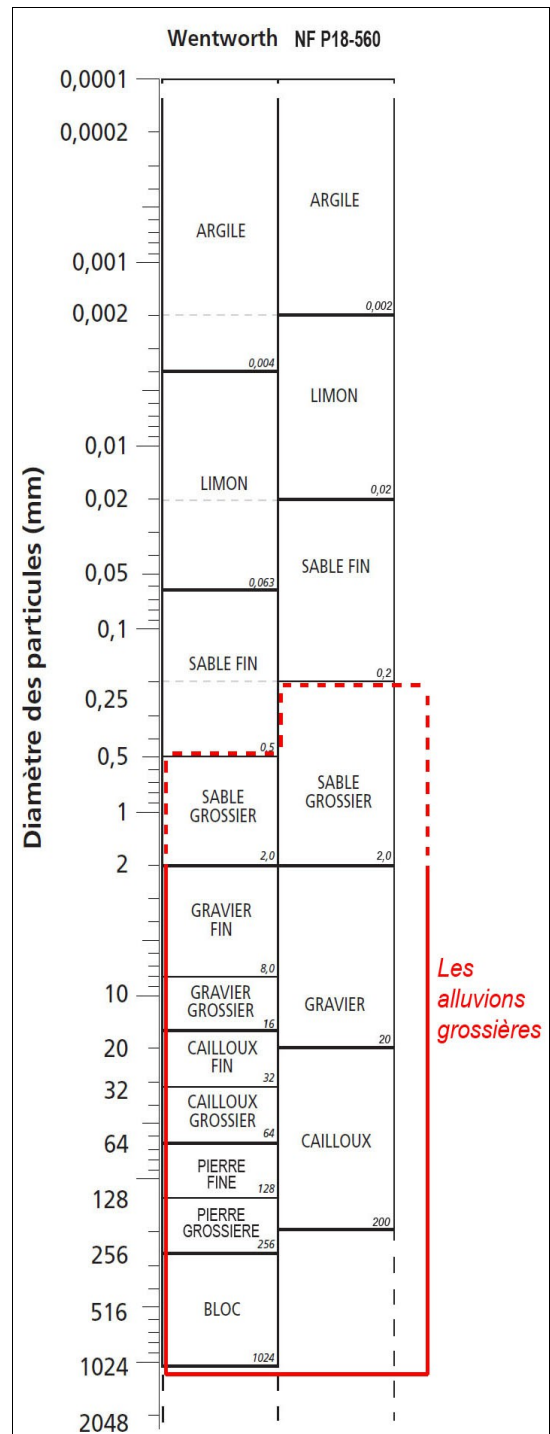 Wentworth NF P18-560
Diamètre des particules (mm)
0,0001
0,0002
0,001
0,002
0,01
0,02
0,05
0,1
0,25
0,5
1
2
10
20
32
64
128
256
516
1024
2048
ARGILE
0,004
LIMON
0,063
SABLE FIN
0,5
SABLE
GROSSIER
2,0
GRAVIER
FIN
8,0
GRAVIER
GROSSIER
16
CAILLOUX
FIN
32
CAILLOUX
GROSSIER
64
PIERRE
FINE
128
PIERRE
GROSSIERE
256
BLOC
1024
ARGILE
0,002
LIMON
0,02
SABLE FIN
0,2
SABLE
GROSSIER
2,0
GRAVIER
20
CAILLOUX
200
Les
alluvions
grossières